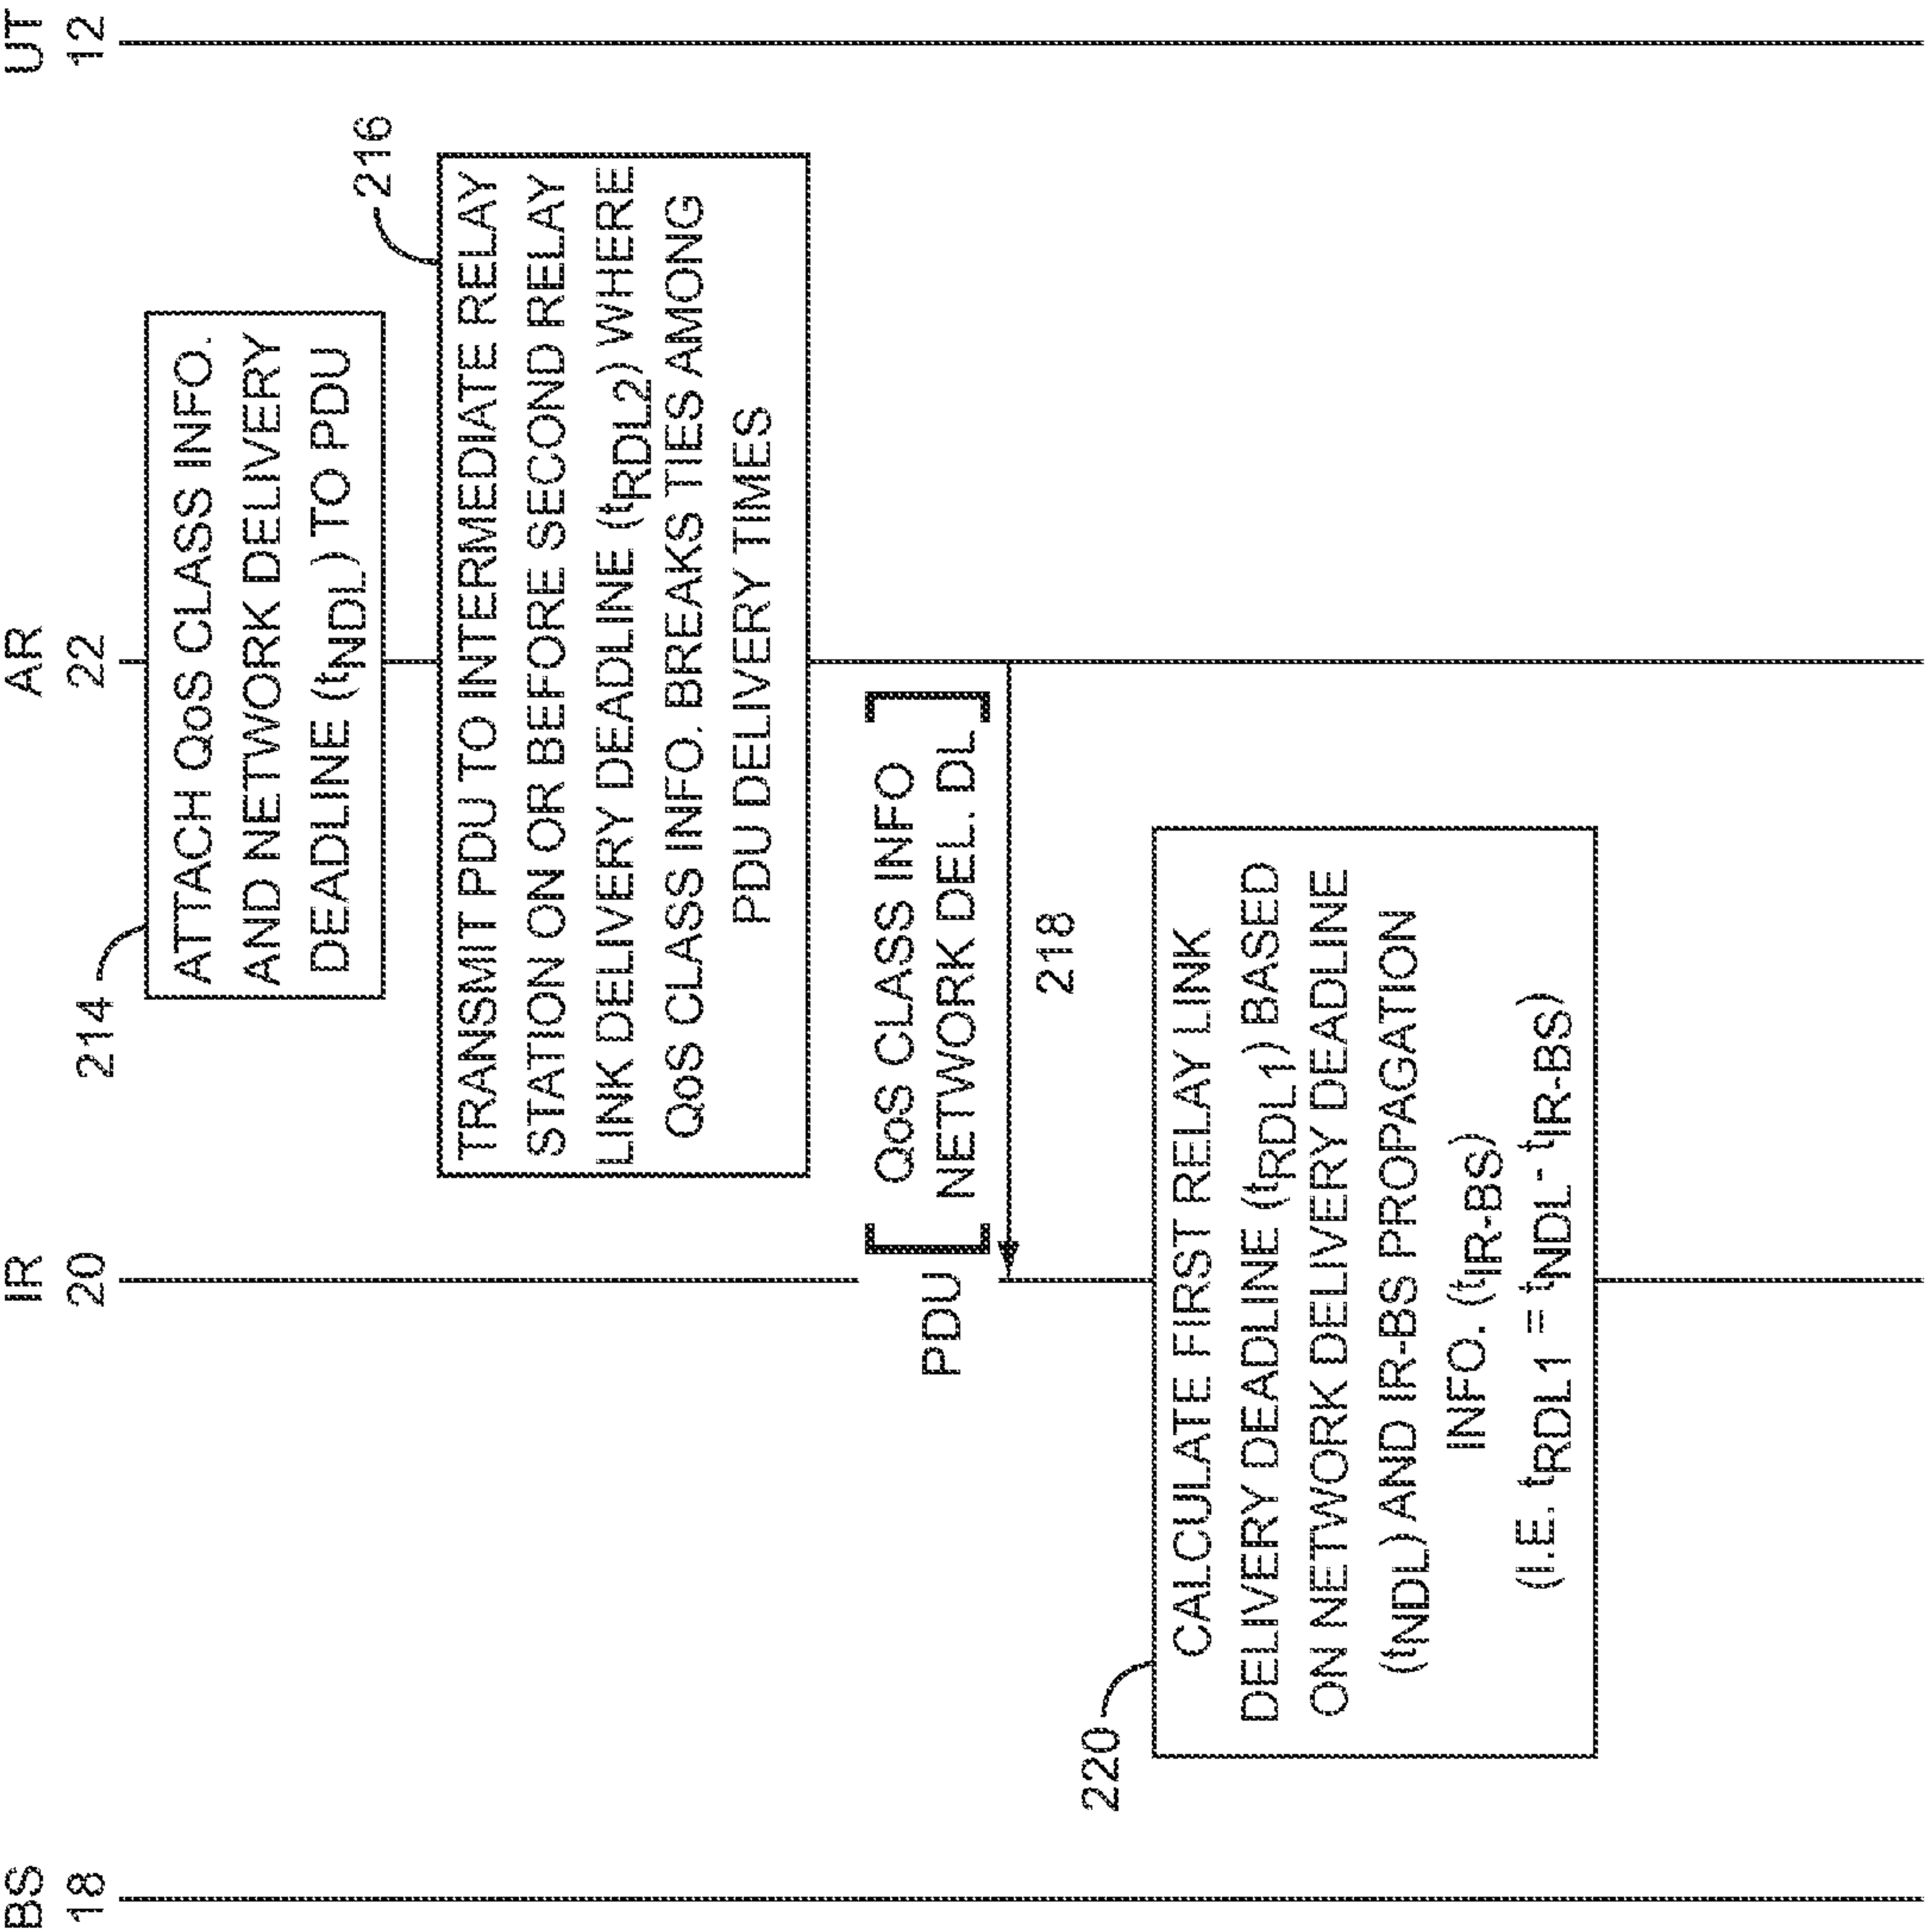 BS
18
IR
20
AR
22
UT
12
214
ATTACH QoS CLASS INFO.
AND NETWORK DELIVERY
DEADLINE (tNDL) TO PDU
216
TRANSMIT PDU TO INTERMEDIATE RELAY
STATION ON OR BEFORE SECOND RELAY
LINK DELIVERY DEADLINE (tRDL2) WHERE
QoS CLASS INFO. BREAKS TIES AMONG
PDU DELIVERY TIMES
PDU
QoS CLASS INFO
NETWORK DEL. DL
218
220
CALCULATE FIRST RELAY LINK
DELIVERY DEADLINE (tRDL1) BASED
ON NETWORK DELIVERY DEADLINE
(tNDL) AND IR-BS PROPAGATION
INFO. (tIR-BS)
(I.E. tRDL1 = tNDL - tIR-BS)